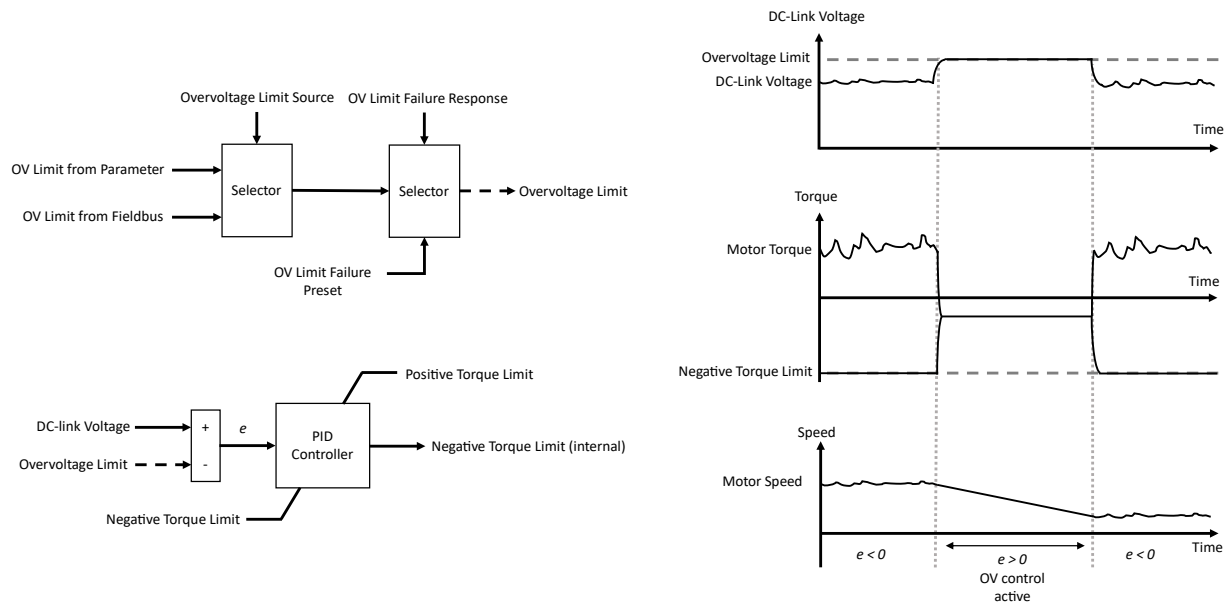 Overvoltage Limit Source
OV Limit Failure Response
OV Limit from Parameter
OV Limit from Fieldbus
Selector
Selector
Overvoltage Limit
OV Limit Failure
Preset
Positive Torque Limit
DC-link Voltage
Overvoltage Limit
+
-
e
PID
Controller
Negative Torque Limit (internal)
Negative Torque Limit
DC-Link Voltage
Overvoltage Limit
DC-Link Voltage
Time
Torque
Motor Torque
Time
Negative Torque Limit
Speed
Motor Speed
Time
e < 0
e > 0
e < 0
OV control
active